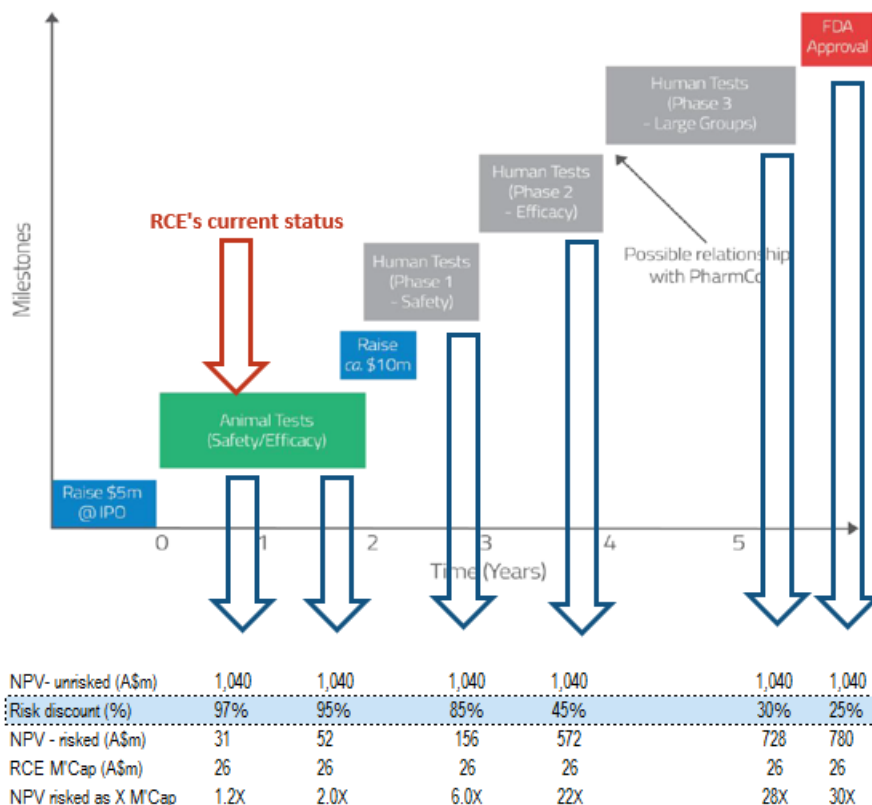 FDA
Approval
Human Tests
(Phase 3
- Large Groups)
Human Tests
(Phase 2
- Efficacy)
RCE's current status
Possible relationship
with PharmCo
Human Tests
(Phase 1
- Safety)
Milestones
Raise
ca. $10m
Animal Tests
(Safety/Efficacy)
Raise $5m
@ IPO
0 1 2 3 4 5
Time (Years)
NPV- unrisked (A$m) 1,040 1,040 1,040 1,040 1,040 1,040
Risk discount (%) 97% 95% 85% 45% 30% 25%
NPV - risked (A$m) 31 52 156 572 728 780
RCE M'Cap (A$m) 26 26 26 26 26 26
NPV risked as X M'Cap 1.2X 2.0X 6.0X 22X 28X 30X